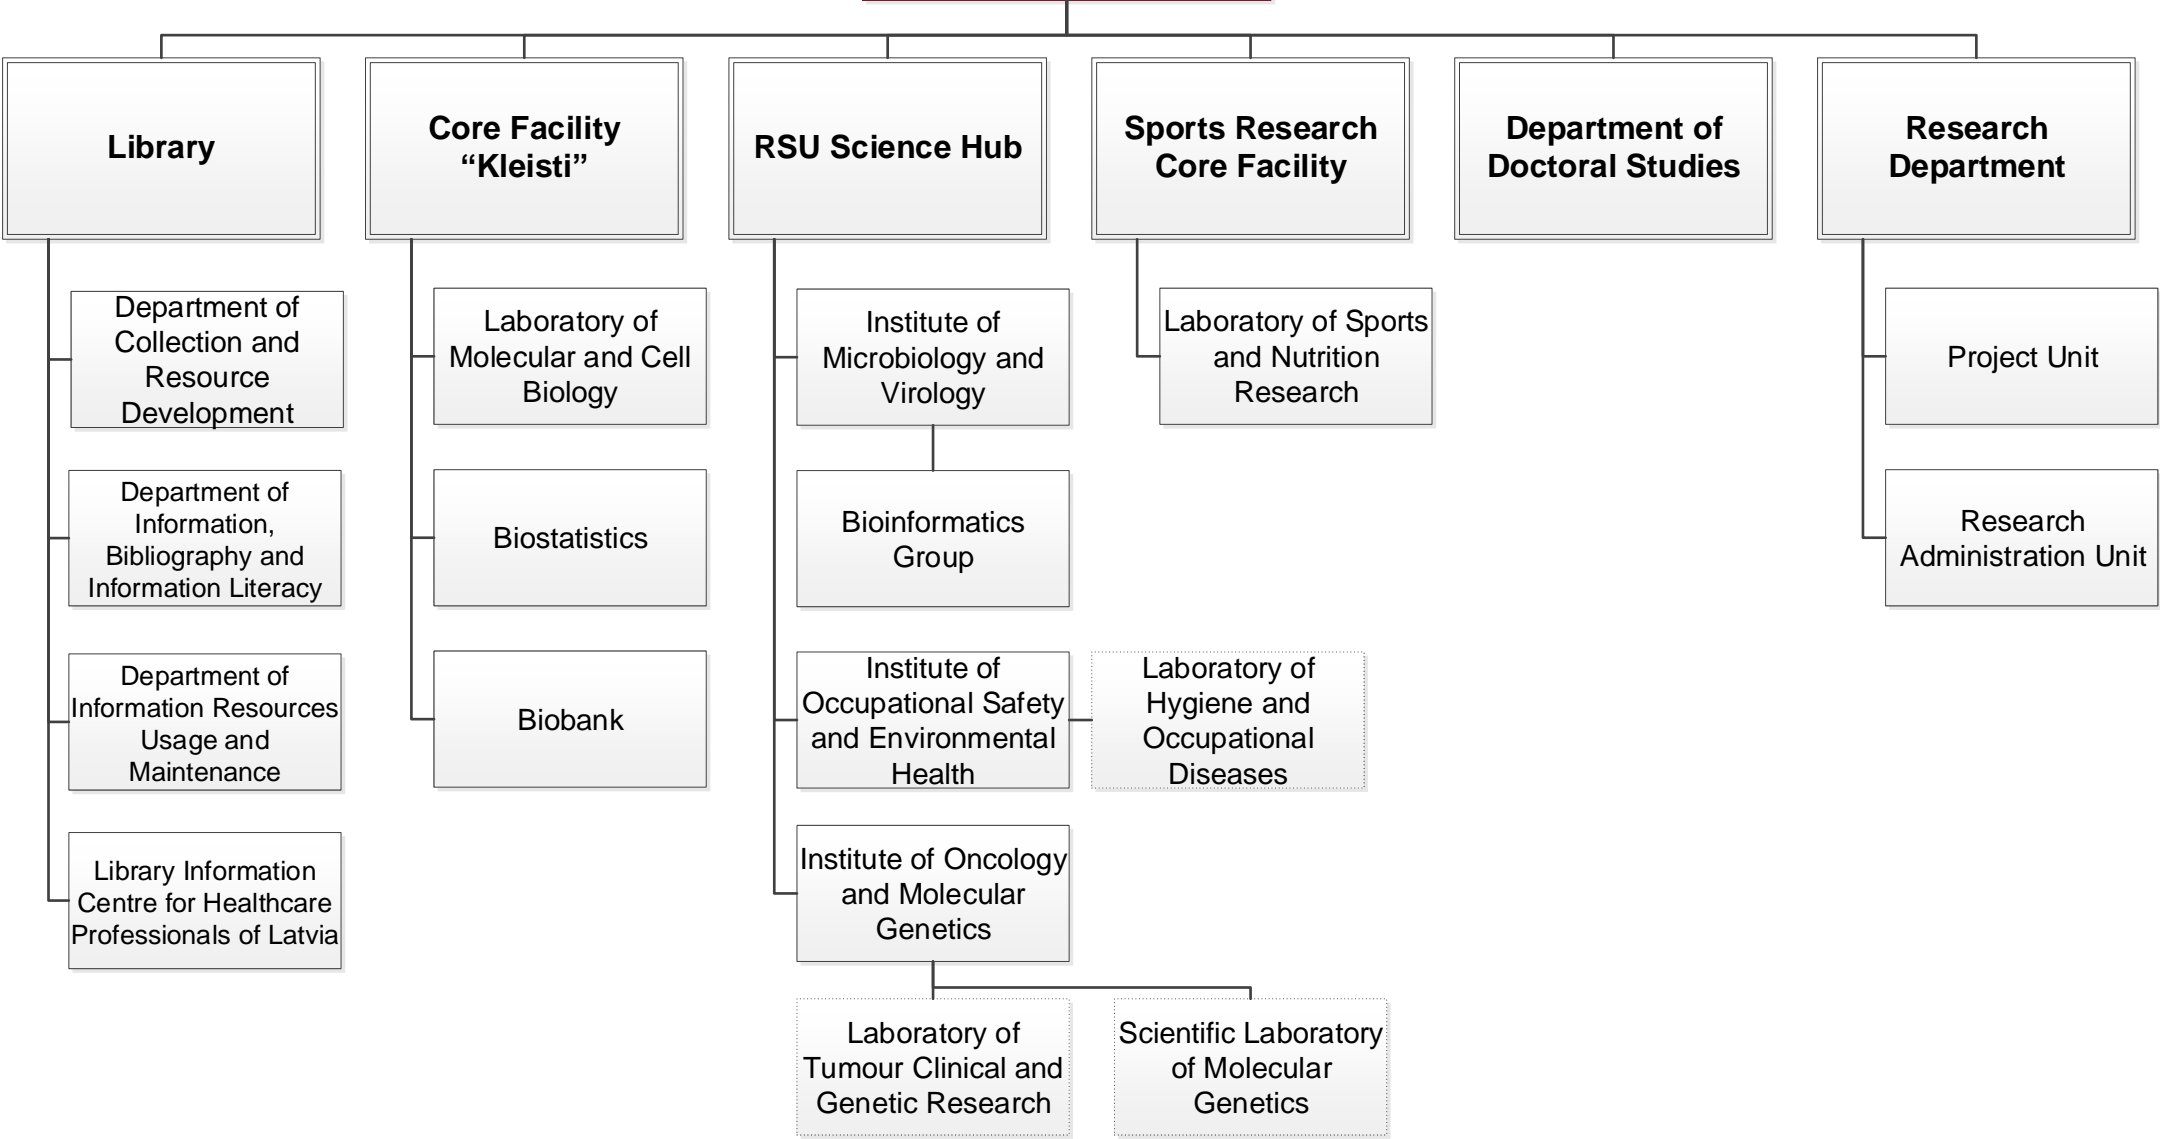 Library
Core Facility
“Kleisti”
RSU Science Hub
Sports Research
Core Facility
Department of
Doctoral Studies
Research
Department
Department of
Collection and
Resource
Development
Department of
Information,
Bibliography and
Information Literacy
Department of
Information Resources
Usage and
Maintenance
Library Information
Centre for Healthcare
Professionals of Latvia
Laboratory of
Molecular and Cell
Biology
Biostatistics
Biobank
Institute of
Microbiology and
Virology
Bioinformatics
Group
Institute of
Occupational Safety
and Environmental
Health
Laboratory of
Hygiene and
Occupational
Diseases
Institute of Oncology
and Molecular
Genetics
Laboratory of
Tumour Clinical and
Genetic Research
Scientific Laboratory
of Molecular
Genetics
Laboratory of Sports
and Nutrition
Research
Project Unit
Research
Administration Unit